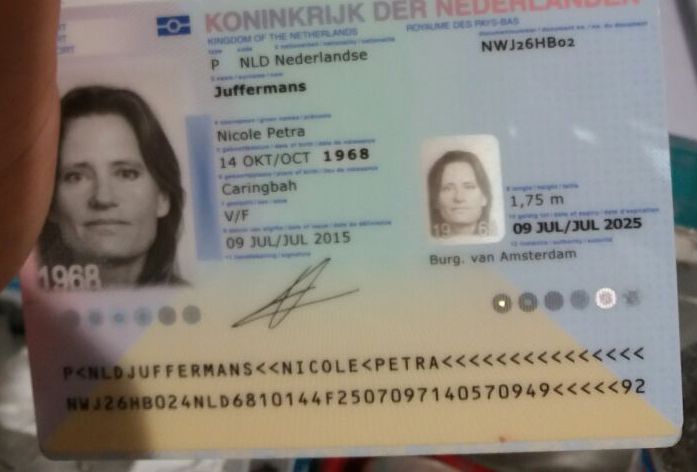 KONINKRIJK DER NEDERLANDEN
KINGDOM OF THE NETHERLANDS
ROYAUME DES PAYS-BAS
NWJ26HB02
P NLD Nederlandse
Juffermans
Nicole Petra
14 OKT/OCT 1968
Caringbah
1,75 m
V/F
09 JUL/JUL 2025
09 JUL/JUL 2015
Burg. van Amsterdam
1968
P<NLDJUFFERMANS<<NICOLE<PETRA<<<<<<<<<<<<<<<
NWJ26HB024NLD6810144F2507097140570949<<<<<92